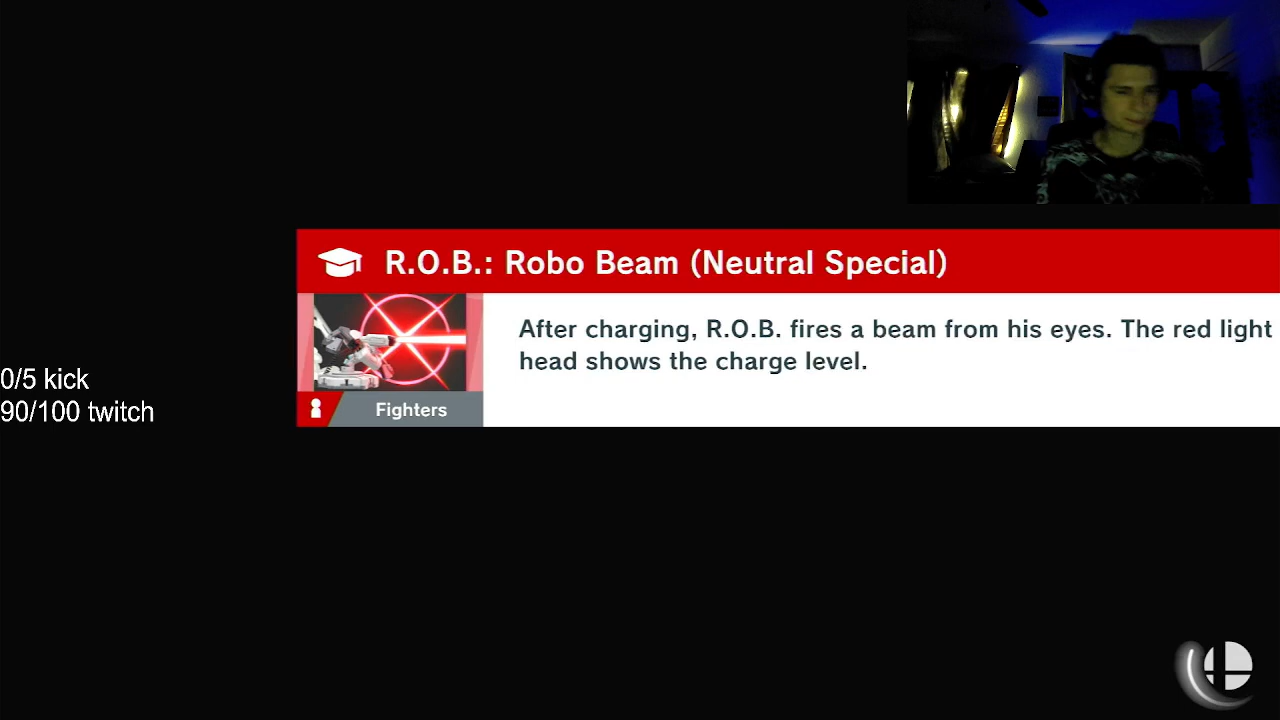 R.O.B.: Robo Beam (Neutral Special)
After charging, R.O.B. fires a beam from his eyes. The red light
head shows the charge level.
Fighters
0/5 kick
90/100 twitch